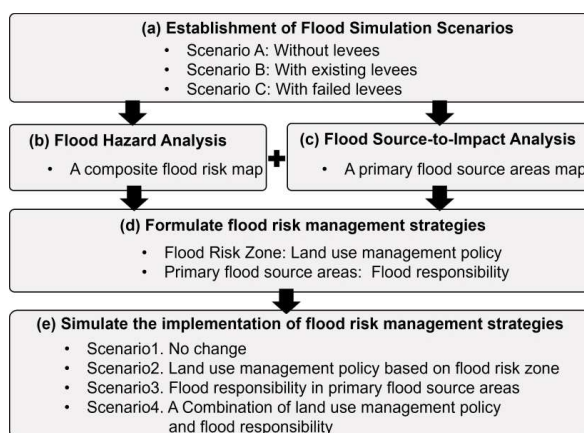 (a) Establishment of Flood Simulation Scenarios
• Scenario A: Without levees
• Scenario B: With existing levees
• Scenario C: With failed levees
(b) Flood Hazard Analysis
• A composite flood risk map
+
(c) Flood Source-to-Impact Analysis
• A primary flood source areas map
(d) Formulate flood risk management strategies
• Flood Risk Zone: Land use management policy
• Primary flood source areas: Flood responsibility
(e) Simulate the implementation of flood risk management strategies
• Scenario1. No change
• Scenario2. Land use management policy based on flood risk zone
• Scenario3. Flood responsibility in primary flood source areas
• Scenario4. A Combination of land use management policy
and flood responsibility